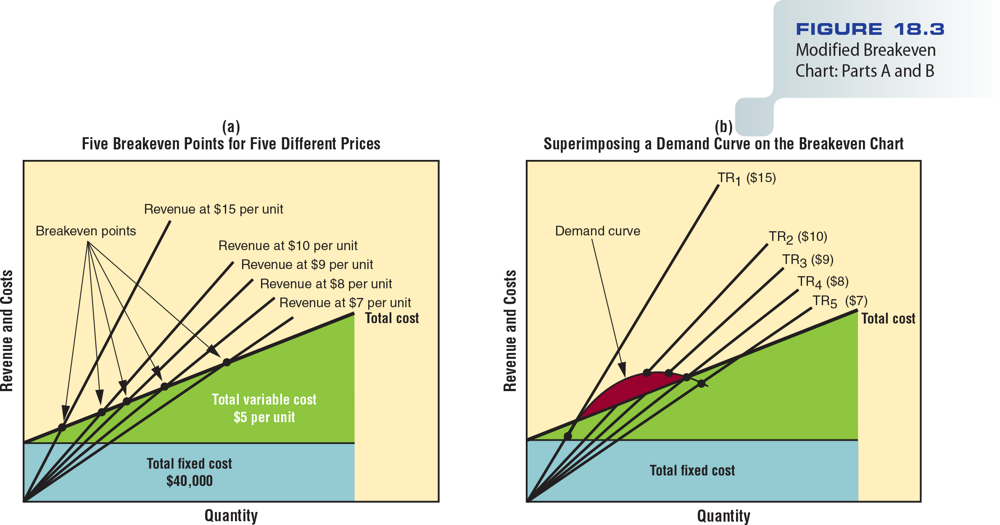 FIGURE 18.3
Modified Breakeven
Chart: Parts A and B
(a)
Five Breakeven Points for Five Different Prices
Revenue at $15 per unit
Breakeven points
Revenue at $10 per unit
Revenue at $9 per unit
Revenue at $8 per unit
Revenue at $7 per unit
Total cost
Total variable cost
$5 per unit
Total fixed cost
$40,000
Revenue and Costs
Quantity
(b)
Superimposing a Demand Curve on the Breakeven Chart
TR1 ($15)
Demand curve
TR2 ($10)
TR3 ($9)
TR4 ($8)
TR5 ($7)
Total cost
Total fixed cost
Revenue and Costs
Quantity